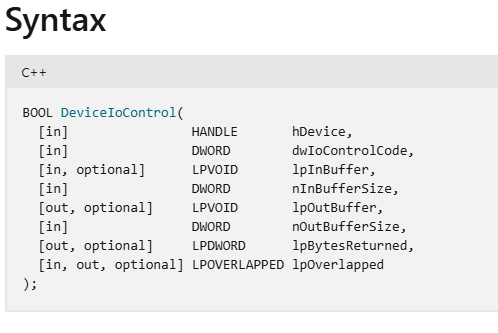 Syntax
C++
BOOL DeviceIoControl(
  [in]                HANDLE       hDevice,
  [in]                DWORD        dwIoControlCode,
  [in, optional]      LPVOID       lpInBuffer,
  [in]                DWORD        nInBufferSize,
  [out, optional]     LPVOID       lpOutBuffer,
  [in]                DWORD        nOutBufferSize,
  [out, optional]     LPDWORD      lpBytesReturned,
  [in, out, optional] LPOVERLAPPED lpOverlapped
);